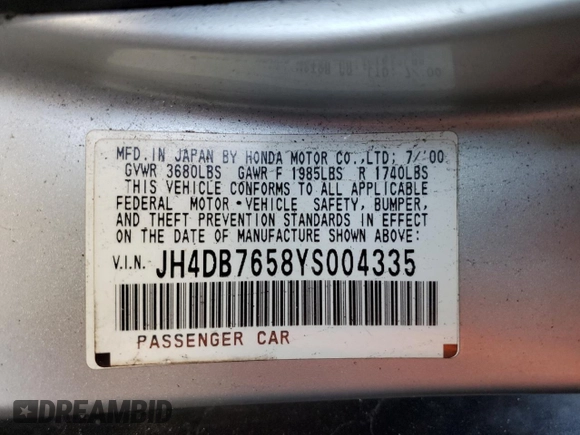 MFD. IN JAPAN BY HONDA MOTOR CO.,LTD; 7/00
GVWR 3680LBS GAWR F 1985LBS R 1740LBS
THIS VEHICLE CONFORMS TO ALL APPLICABLE
FEDERAL MOTOR-VEHICLE SAFETY, BUMPER,
AND THEFT PREVENTION STANDARDS IN EFFECT
ON THE DATE OF MANUFACTURE SHOWN ABOVE:
V.I.N. JH4DB7658YS004335
PASSENGER CAR
DREAMBID